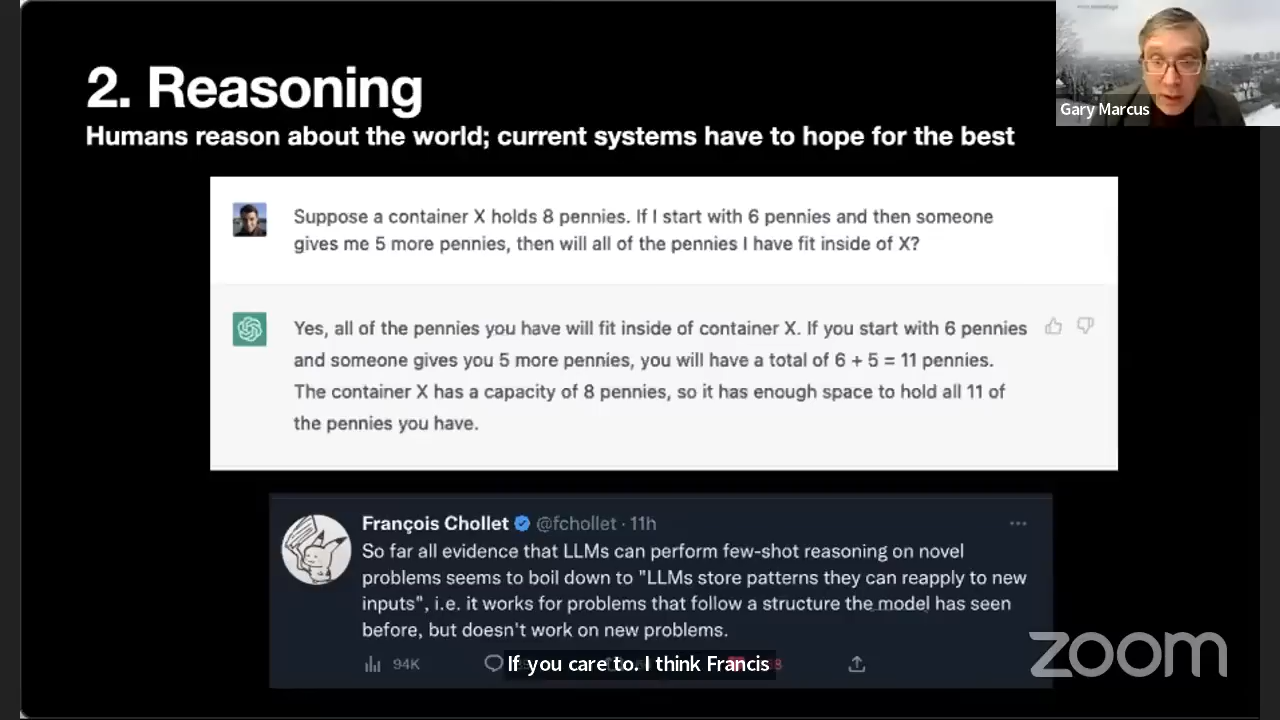 2. Reasoning
Humans reason about the world; current systems have to hope for the best
Gary Marcus
Suppose a container X holds 8 pennies. If I start with 6 pennies and then someone
gives me 5 more pennies, then will all of the pennies I have fit inside of X?
Yes, all of the pennies you have will fit inside of container X. If you start with 6 pennies
and someone gives you 5 more pennies, you will have a total of 6 + 5 = 11 pennies.
The container X has a capacity of 8 pennies, so it has enough space to hold all 11 of
the pennies you have.
François Chollet @fchollet · 11h
So far all evidence that LLMs can perform few-shot reasoning on novel
problems seems to boil down to "LLMs store patterns they can reapply to new
inputs", i.e. it works for problems that follow a structure the model has seen
before, but doesn't work on new problems.
94K
If you care to. I think Francis
zoom